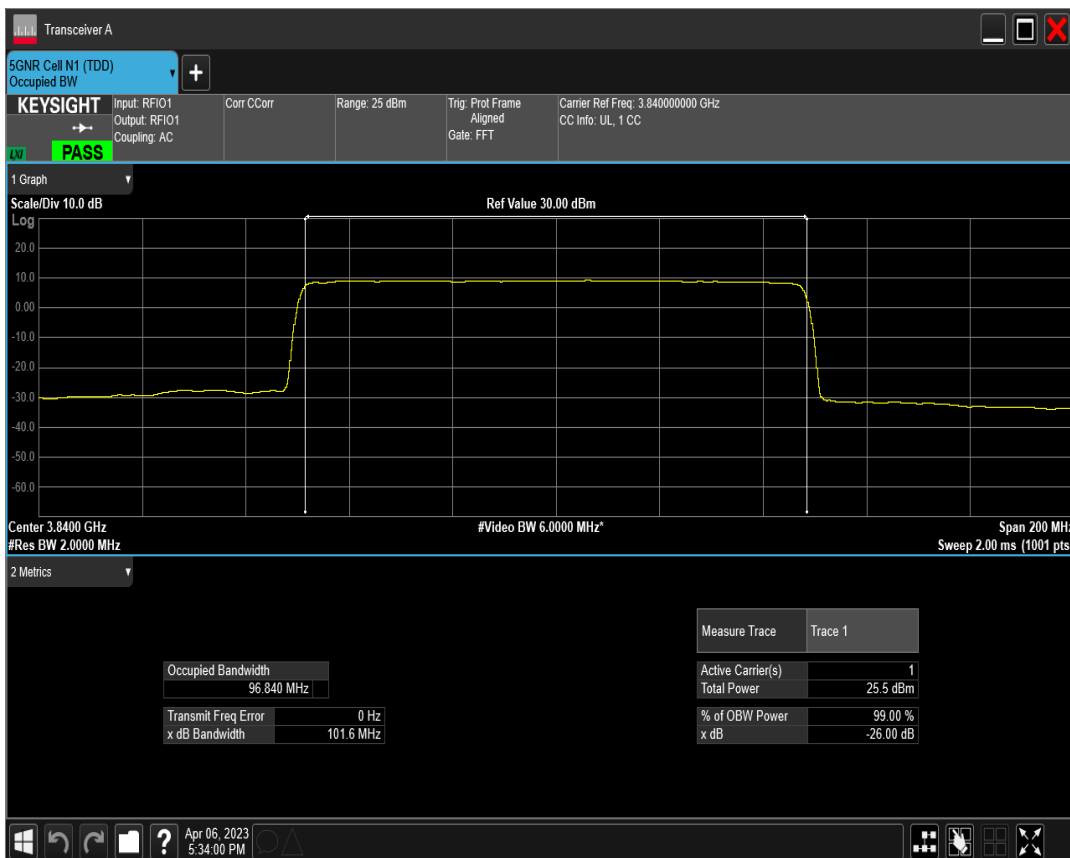 Transceiver A
5GNR Cell N1 (TDD)
Occupied BW
+
KEYSIGHT
LXI
PASS
Input: RFIO1
Output: RFIO1
Coupling: AC
Corr CCorr
Range: 25 dBm
Trig: Prot Frame
Aligned
Gate: FFT
Carrier Ref Freq: 3.840000000 GHz
CC Info: UL, 1 CC
1 Graph
Scale/Div 10.0 dB
Ref Value 30.00 dBm
Log
20.0
10.0
0.00
-10.0
-20.0
-30.0
-40.0
-50.0
-60.0
Center 3.8400 GHz
#Video BW 6.0000 MHz*
Span 200 MHz
#Res BW 2.0000 MHz
Sweep 2.00 ms (1001 pts
2 Metrics
Measure Trace Trace 1
Occupied Bandwidth
96.840 MHz
Active Carrier(s) 1
Total Power 25.5 dBm
Transmit Freq Error 0 Hz
x dB Bandwidth 101.6 MHz
% of OBW Power 99.00 %
x dB -26.00 dB
?
Apr 06, 2023
5:34:00 PM